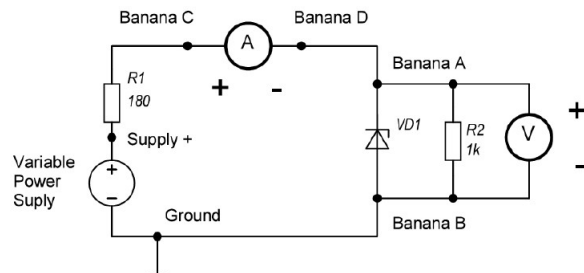 Banana C
Banana D
A
+
-
R1
180
Supply +
Variable
Power
Suply
+
−
Ground
Banana A
VD1
R2
1k
V
+
-
Banana B